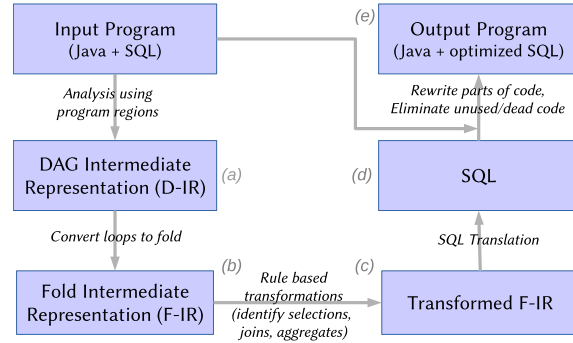 Input Program
(Java + SQL)
(e)
Output Program
(Java + optimized SQL)
Analysis using
program regions
Rewrite parts of code,
Eliminate unused/dead code
DAG Intermediate
Representation (D-IR)
(a)
(d)
SQL
Convert loops to fold
SQL Translation
(b)
Rule based
transformations
(identify selections,
joins, aggregates)
(c)
Fold Intermediate
Representation (F-IR)
Transformed F-IR